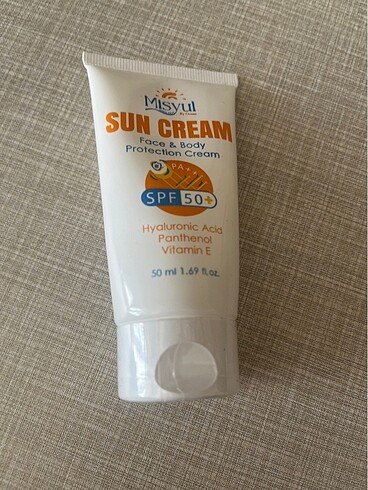 Misyul
SUN CREAM
Face & Body
Protection Cream
PA+++
SPF 50+
Hyaluronic Acid
Panthenol
Vitamin E
50 ml 1.69 fl. oz.